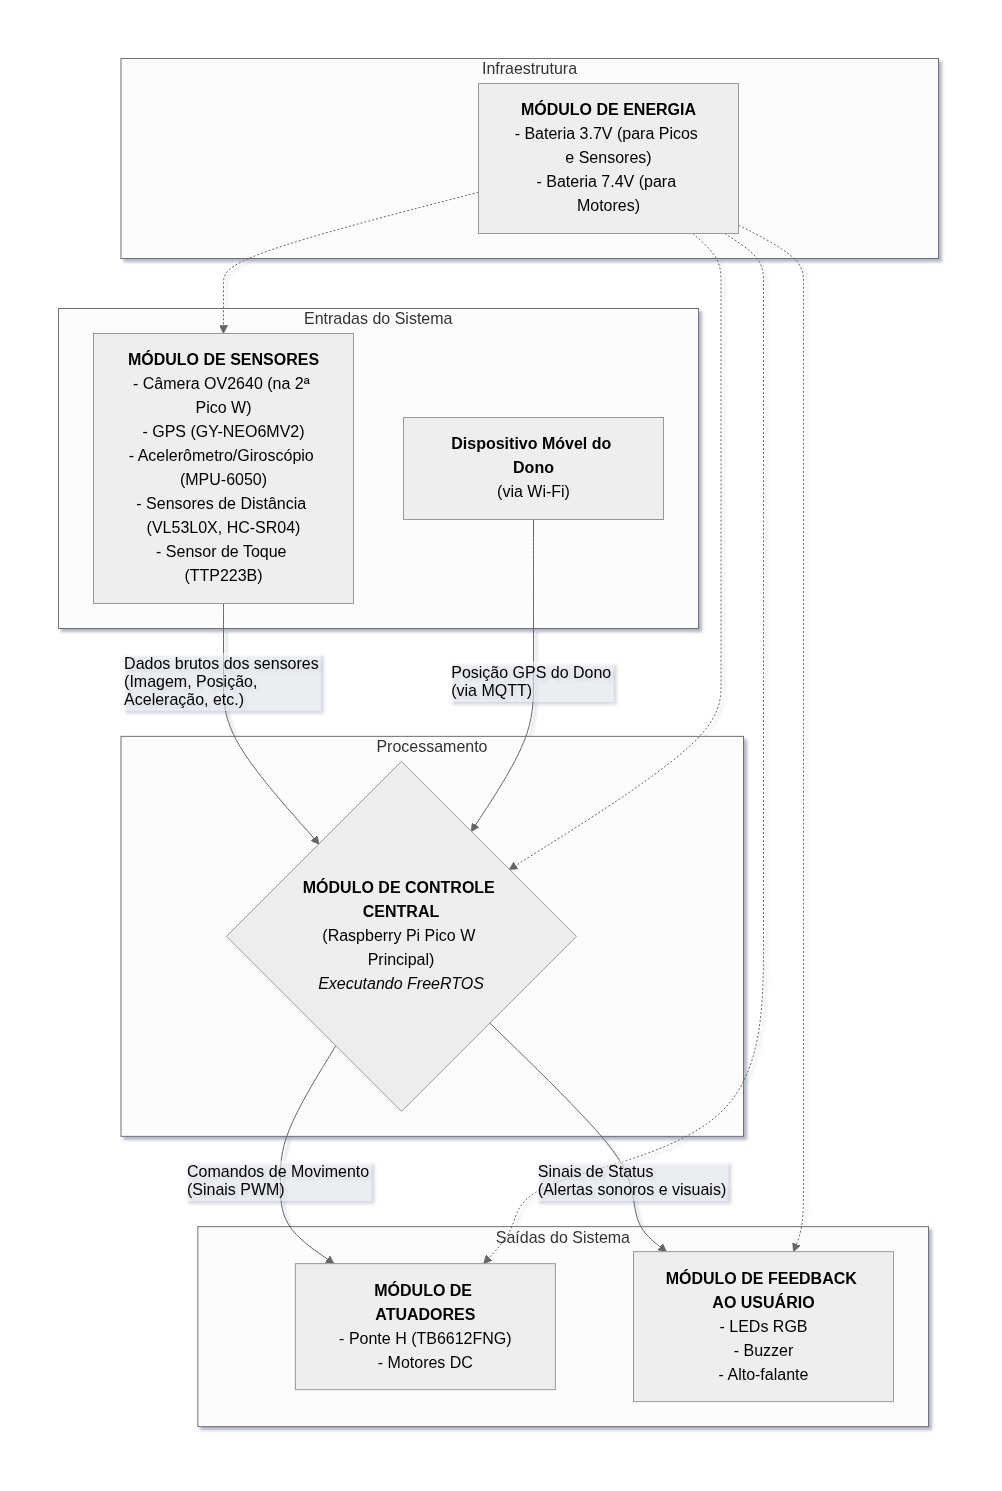 Infraestrutura
MÓDULO DE ENERGIA
- Bateria 3.7V (para Picos
e Sensores)
- Bateria 7.4V (para
Motores)
Entradas do Sistema
MÓDULO DE SENSORES
- Câmera OV2640 (na 2ª
Pico W)
- GPS (GY-NEO6MV2)
- Acelerômetro/Giroscópio
(MPU-6050)
- Sensores de Distância
(VL53L0X, HC-SR04)
- Sensor de Toque
(TTP223B)
Dispositivo Móvel do
Dono
(via Wi-Fi)
Dados brutos dos sensores
(Imagem, Posição,
Aceleração, etc.)
Posição GPS do Dono
(via MQTT)
Processamento
MÓDULO DE CONTROLE
CENTRAL
(Raspberry Pi Pico W
Principal)
Executando FreeRTOS
Comandos de Movimento
(Sinais PWM)
Sinais de Status
(Alertas sonoros e visuais)
Saídas do Sistema
MÓDULO DE
ATUADORES
- Ponte H (TB6612FNG)
- Motores DC
MÓDULO DE FEEDBACK
AO USUÁRIO
- LEDs RGB
- Buzzer
- Alto-falante